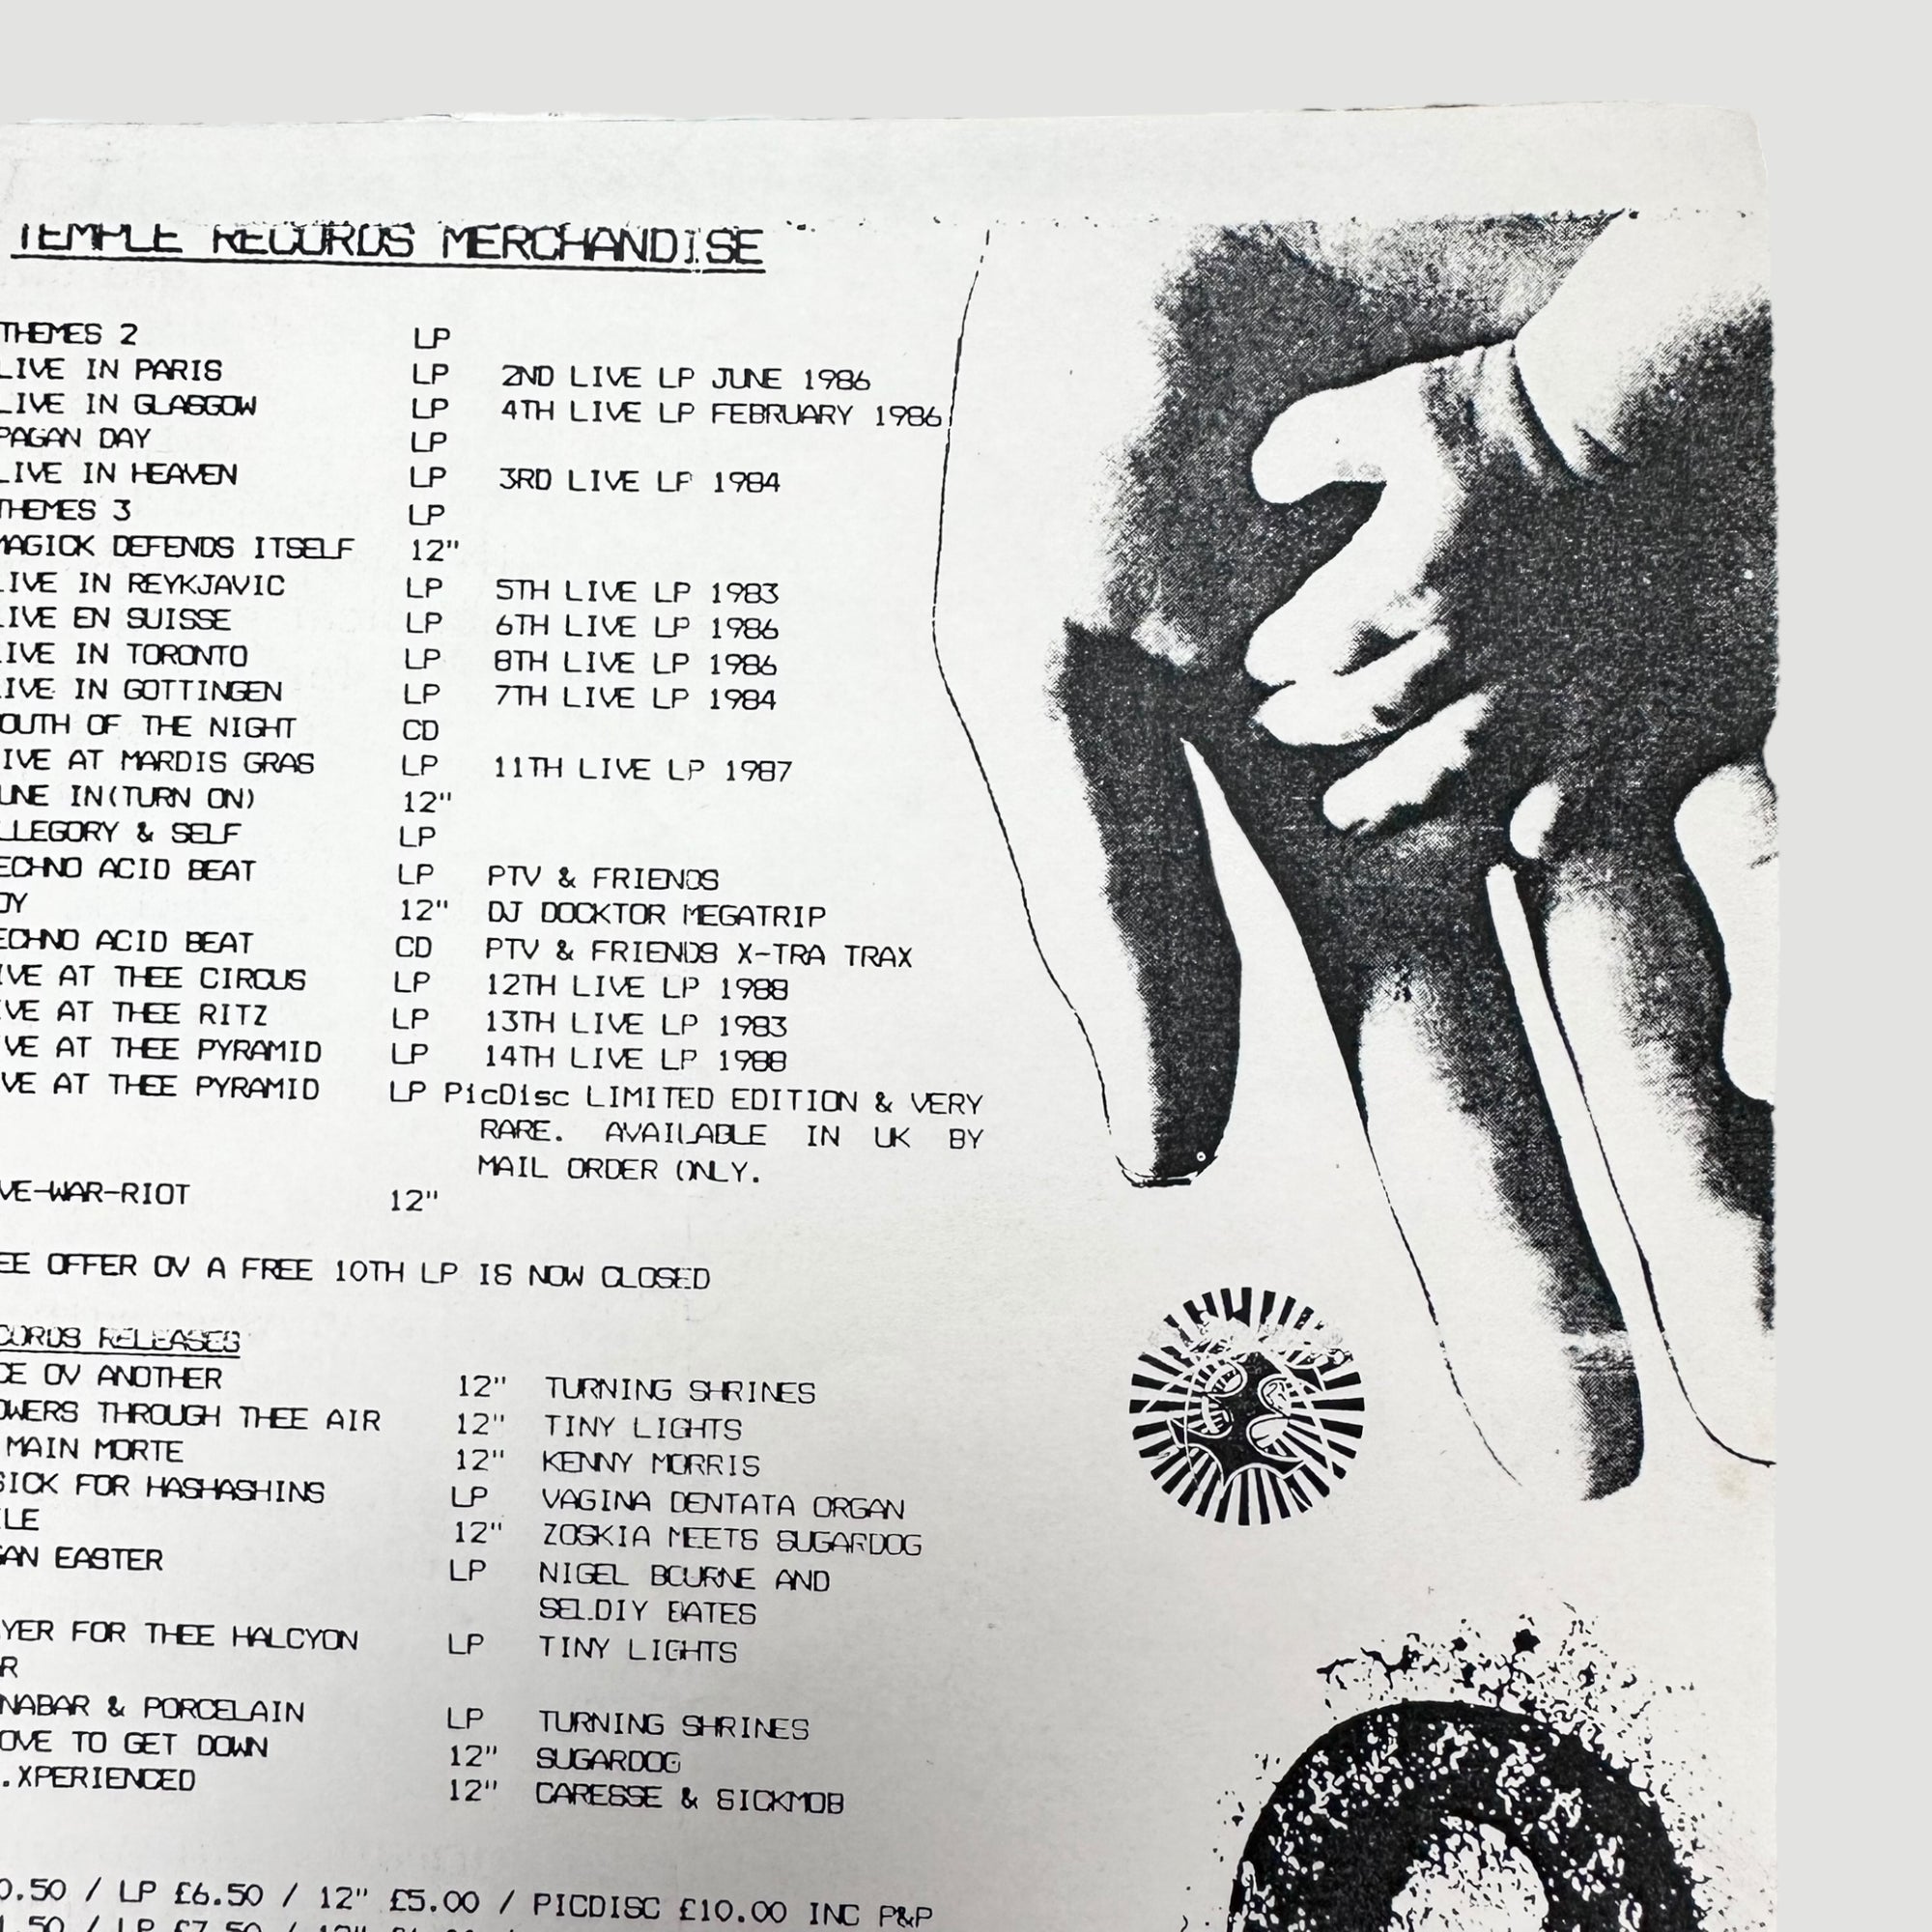 TEMPLE RECORDS MERCHANDISE
THEMES 2 LP
LIVE IN PARIS LP 2ND LIVE LP JUNE 1986
LIVE IN GLASGOW LP 4TH LIVE LP FEBRUARY 1986
PAGAN DAY LP
LIVE IN HEAVEN LP 3RD LIVE LP 1984
THEMES 3 LP
MAGICK DEFENDS ITSELF 12"
LIVE IN REYKJAVIC LP 5TH LIVE LP 1983
LIVE EN SUISSE LP 6TH LIVE LP 1986
LIVE IN TORONTO LP 8TH LIVE LP 1986
IVE IN GOTTINGEN LP 7TH LIVE LP 1984
OUTH OF THE NIGHT CD
IVE AT MARDIS GRAS LP 11TH LIVE LP 1987
UNE IN(TURN ON) 12"
LLEGORY & SELF LP
ECHNO ACID BEAT LP PTV & FRIENDS
OY 12" DJ DOCKTOR MEGATRIP
ECHNO ACID BEAT CD PTV & FRIENDS X-TRA TRAX
IVE AT THEE CIRCUS LP 12TH LIVE LP 1988
IVE AT THEE RITZ LP 13TH LIVE LP 1983
VE AT THEE PYRAMID LP 14TH LIVE LP 1988
VE AT THEE PYRAMID LP PicDisc LIMITED EDITION & VERY
RARE. AVAILABLE IN UK BY
MAIL ORDER ONLY.
VE-WAR-RIOT 12"
EE OFFER OV A FREE 10TH LP IS NOW CLOSED
CORDS RELEASES
CE OV ANOTHER 12" TURNING SHRINES
OWERS THROUGH THEE AIR 12" TINY LIGHTS
MAIN MORTE 12" KENNY MORRIS
SICK FOR HASHASHINS LP VAGINA DENTATA ORGAN
ILE 12" ZOSKIA MEETS SUGARDOG
GAN EASTER LP NIGEL BOURNE AND
SELDIY BATES
YER FOR THEE HALCYON LP TINY LIGHTS
R
NABAR & PORCELAIN LP TURNING SHRINES
OVE TO GET DOWN 12" SUGARDOG
.XPERIENCED 12" CARESSE & SICKMOB
0.50 / LP £6.50 / 12" £5.00 / PICDISC £10.00 INC P&P
.50 / LP £7.50 / 12"